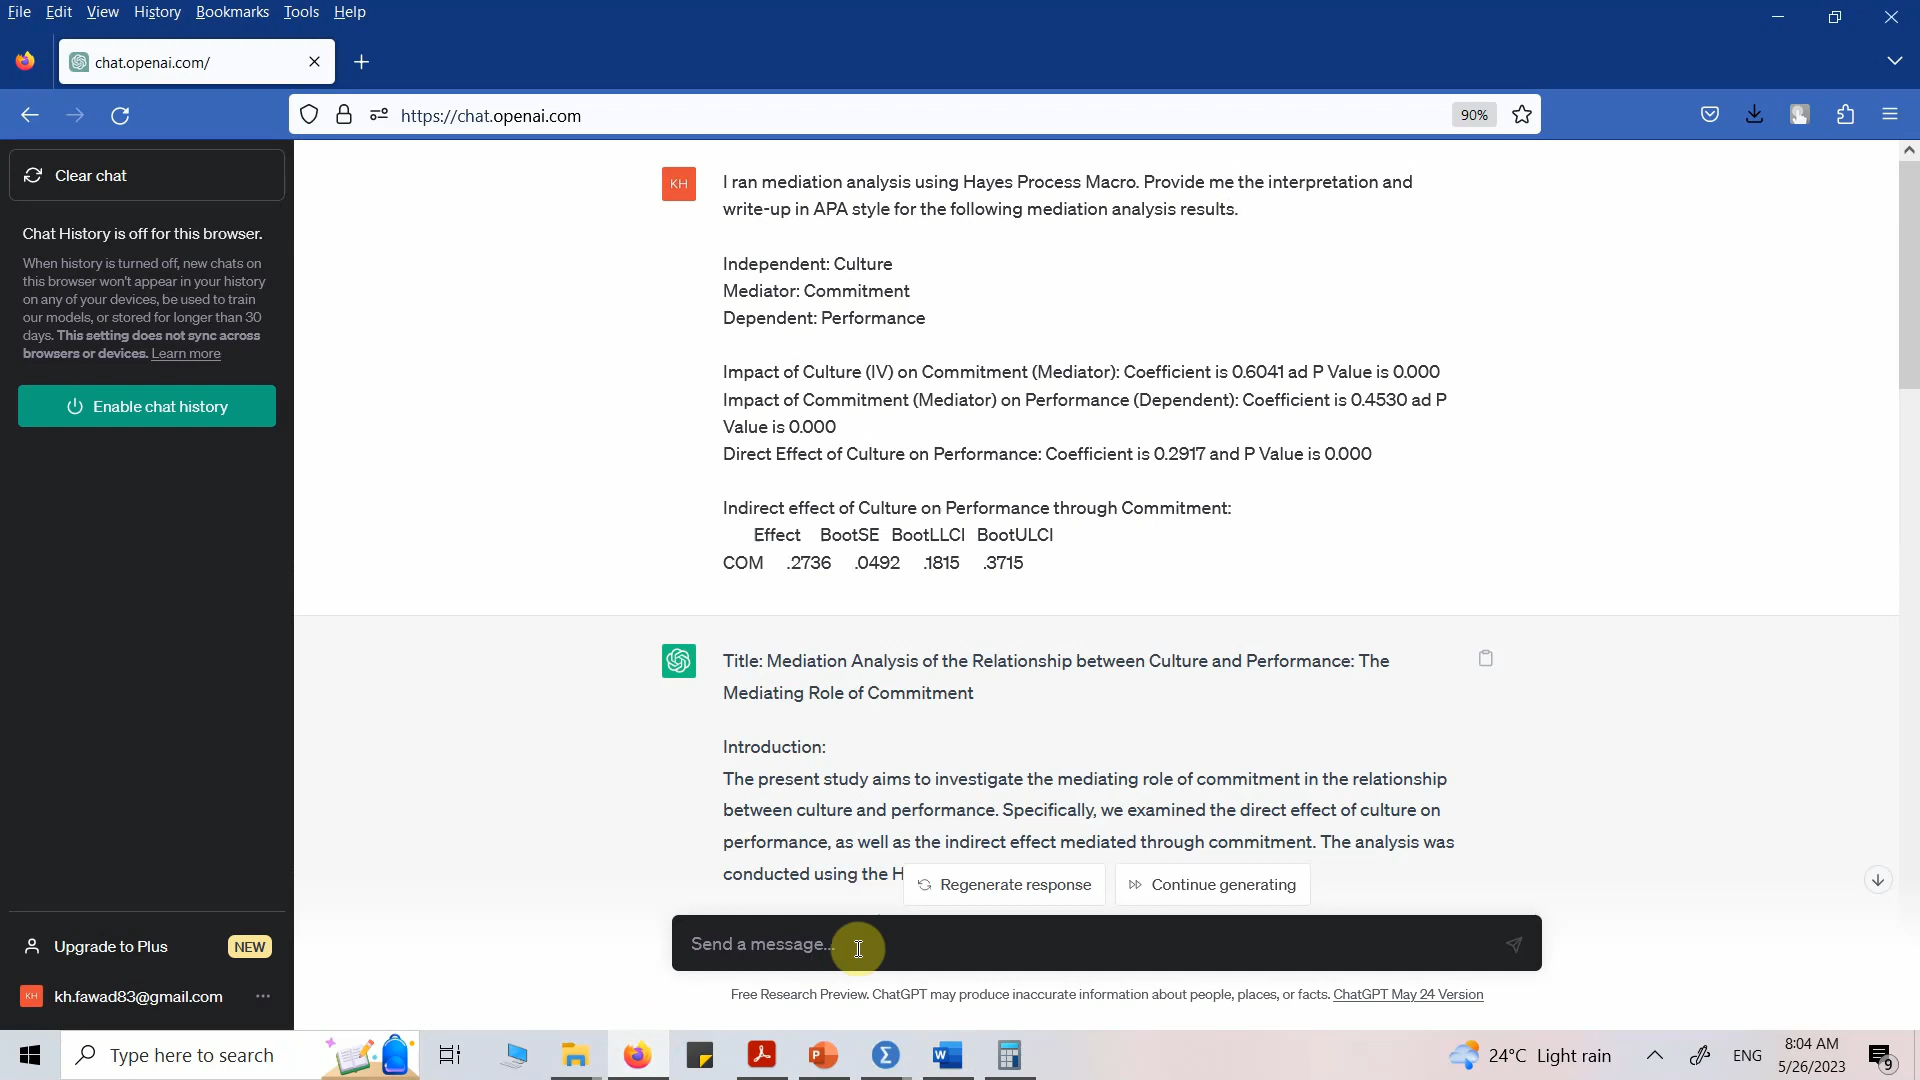 File Edit View History Bookmarks Tools Help
chat.openai.com/
https://chat.openai.com
90%
Clear chat
Chat History is off for this browser.
When history is turned off, new chats on
this browser won't appear in your history
on any of your devices, be used to train
our models, or stored for longer than 30
days. This setting does not sync across
browsers or devices. Learn more
Enable chat history
Upgrade to Plus NEW
KH kh.fawad83@gmail.com
KH
I ran mediation analysis using Hayes Process Macro. Provide me the interpretation and
write-up in APA style for the following mediation analysis results.
Independent: Culture
Mediator: Commitment
Dependent: Performance
Impact of Culture (IV) on Commitment (Mediator): Coefficient is 0.6041 ad P Value is 0.000
Impact of Commitment (Mediator) on Performance (Dependent): Coefficient is 0.4530 ad P
Value is 0.000
Direct Effect of Culture on Performance: Coefficient is 0.2917 and P Value is 0.000
Indirect effect of Culture on Performance through Commitment:
Effect BootSE BootLLCI BootULCI
COM .2736 .0492 .1815 .3715
Title: Mediation Analysis of the Relationship between Culture and Performance: The
Mediating Role of Commitment
Introduction:
The present study aims to investigate the mediating role of commitment in the relationship
between culture and performance. Specifically, we examined the direct effect of culture on
performance, as well as the indirect effect mediated through commitment. The analysis was
conducted using the H
Regenerate response
Continue generating
Send a message...
Free Research Preview. ChatGPT may produce inaccurate information about people, places, or facts. ChatGPT May 24 Version
Type here to search
24°C Light rain
ENG
8:04 AM
5/26/2023
9